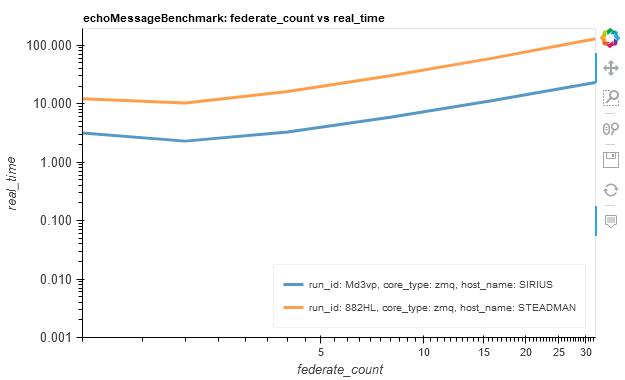 echoMessageBenchmark: federate_count vs real_time
100.000
10.000
1.000
0.100
0.010
0.001
real_time
run_id: Md3vp, core_type: zmq, host_name: SIRIUS
run_id: 882HL, core_type: zmq, host_name: STEADMAN
5
10
15
20
25
30
federate_count